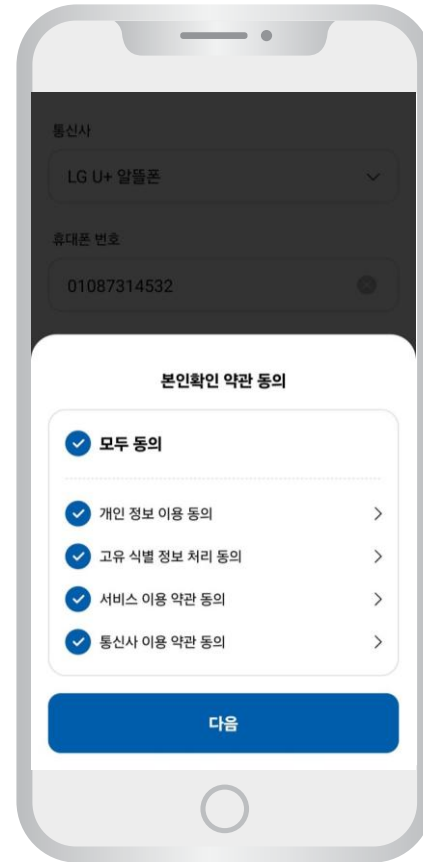 통신사
LG U+ 알뜰폰
휴대폰 번호
01087314532
본인확인 약관 동의
모두 동의
개인 정보 이용 동의
고유 식별 정보 처리 동의
서비스 이용 약관 동의
통신사 이용 약관 동의
다음